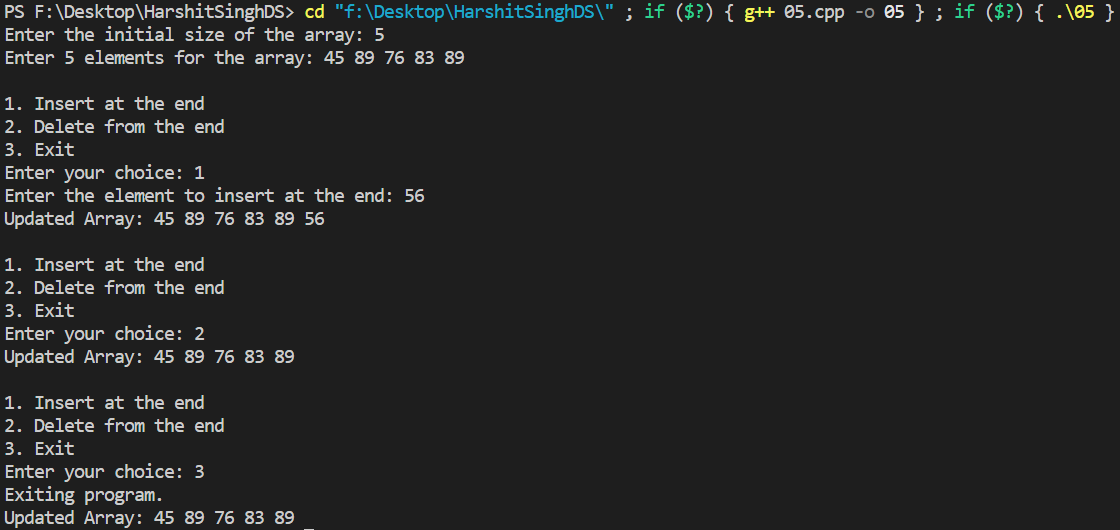 PS F:\Desktop\HarshitSinghDS> cd "f:\Desktop\HarshitSinghDS\" ; if ($?) { g++ 05.cpp -o 05 } ; if ($?) { .\05 }
Enter the initial size of the array: 5
Enter 5 elements for the array: 45 89 76 83 89
1. Insert at the end
2. Delete from the end
3. Exit
Enter your choice: 1
Enter the element to insert at the end: 56
Updated Array: 45 89 76 83 89 56
1. Insert at the end
2. Delete from the end
3. Exit
Enter your choice: 2
Updated Array: 45 89 76 83 89
1. Insert at the end
2. Delete from the end
3. Exit
Enter your choice: 3
Exiting program.
Updated Array: 45 89 76 83 89